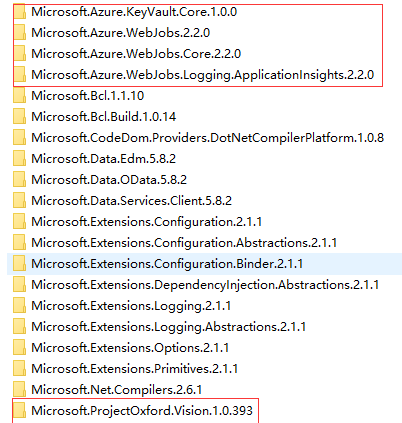 Microsoft.Azure.KeyVault.Core.1.0.0
Microsoft.Azure.WebJobs.2.2.0
Microsoft.Azure.WebJobs.Core.2.2.0
Microsoft.Azure.WebJobs.Logging.ApplicationInsights.2.2.0
Microsoft.Bcl.1.1.10
Microsoft.Bcl.Build.1.0.14
Microsoft.CodeDom.Providers.DotNetCompilerPlatform.1.0.8
Microsoft.Data.Edm.5.8.2
Microsoft.Data.OData.5.8.2
Microsoft.Data.Services.Client.5.8.2
Microsoft.Extensions.Configuration.2.1.1
Microsoft.Extensions.Configuration.Abstractions.2.1.1
Microsoft.Extensions.Configuration.Binder.2.1.1
Microsoft.Extensions.DependencyInjection.Abstractions.2.1.1
Microsoft.Extensions.Logging.2.1.1
Microsoft.Extensions.Logging.Abstractions.2.1.1
Microsoft.Extensions.Options.2.1.1
Microsoft.Extensions.Primitives.2.1.1
Microsoft.Net.Compilers.2.6.1
Microsoft.ProjectOxford.Vision.1.0.393